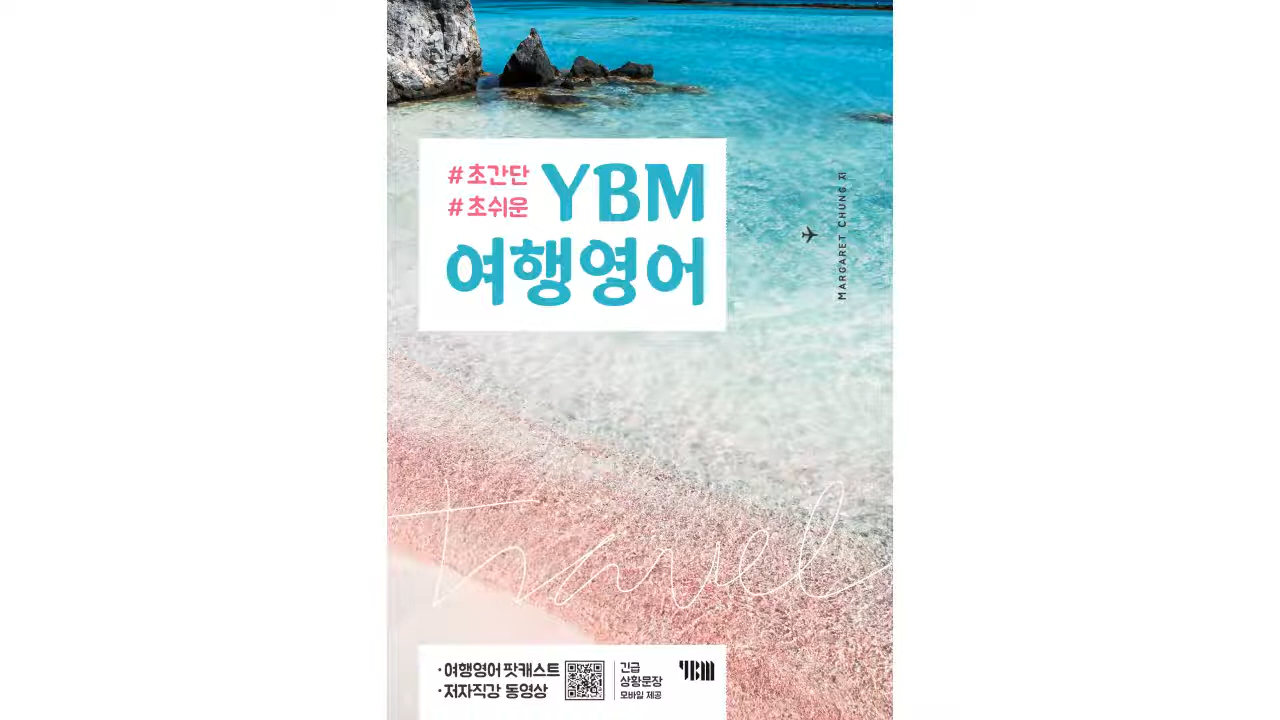 #초간단
#초쉬운
YBM
여행영어
MARGARET CHUNG 지
travel
·여행영어 팟캐스트
·저자직강 동영상
긴급
상황문장
모바일 제공
YBM